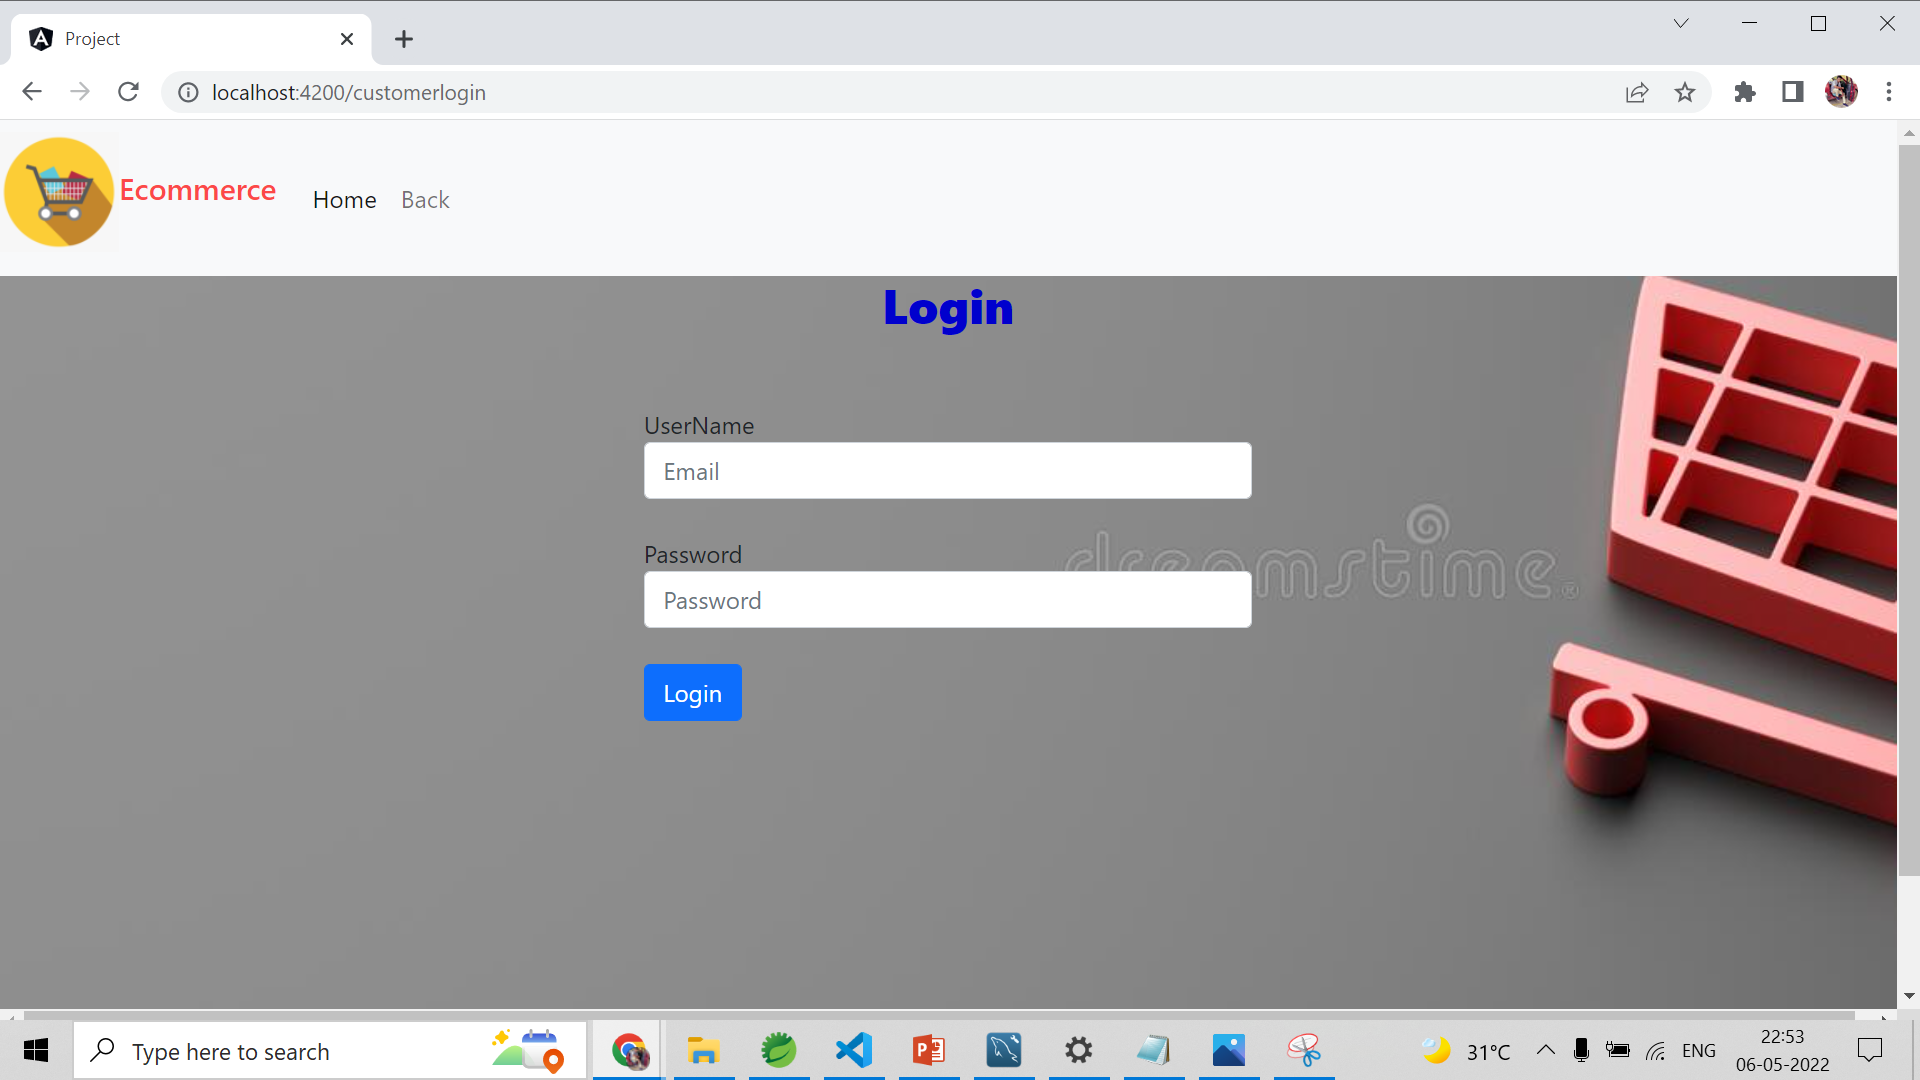 Project
localhost:4200/customerlogin
Ecommerce
Home
Back
Login
UserName
Email
dreamstime.®
Password
Password
Login
Type here to search
31°C
ENG
22:53
06-05-2022